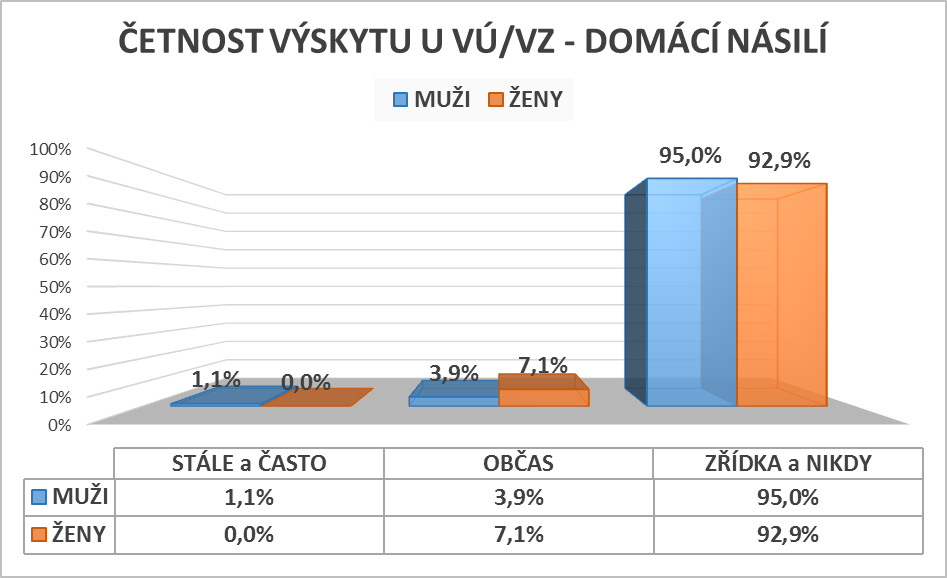 ČETNOST VÝSKYTU U VÚ/VZ - DOMÁCÍ NÁSILÍ
MUŽI ŽENY
100%
90%
80%
70%
60%
50%
40%
30%
20%
10%
0%
1,1% 0,0% 3,9% 7,1% 95,0% 92,9%
STÁLE a ČASTO OBČAS ZŘÍDKA a NIKDY
MUŽI 1,1% 3,9% 95,0%
ŽENY 0,0% 7,1% 92,9%